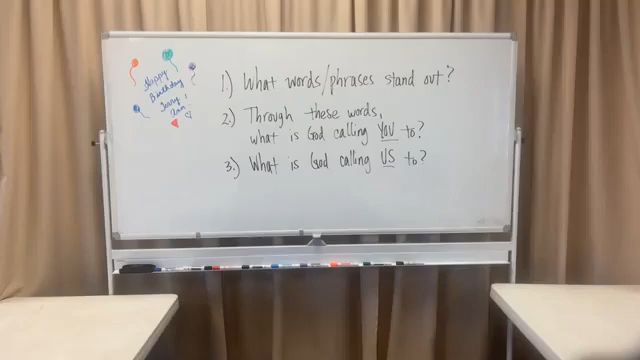 Happy
Birthday
Ann
1.) What words/phrases stand out?
2.) Through these words,
what is God calling YOU to?
3.) What is God calling US to?